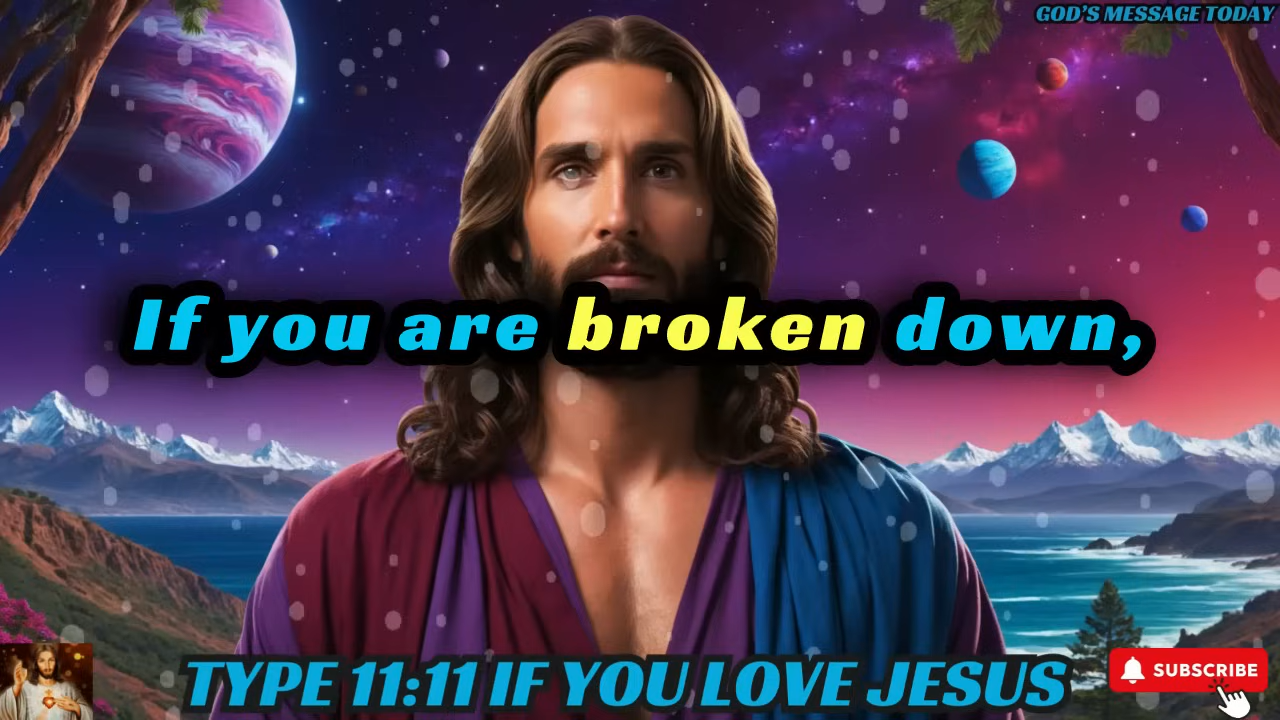 GOD'S MESSAGE TODAY
If you are broken down,
TYPE 11:11 IF YOU LOVE JESUS
SUBSCRIBE